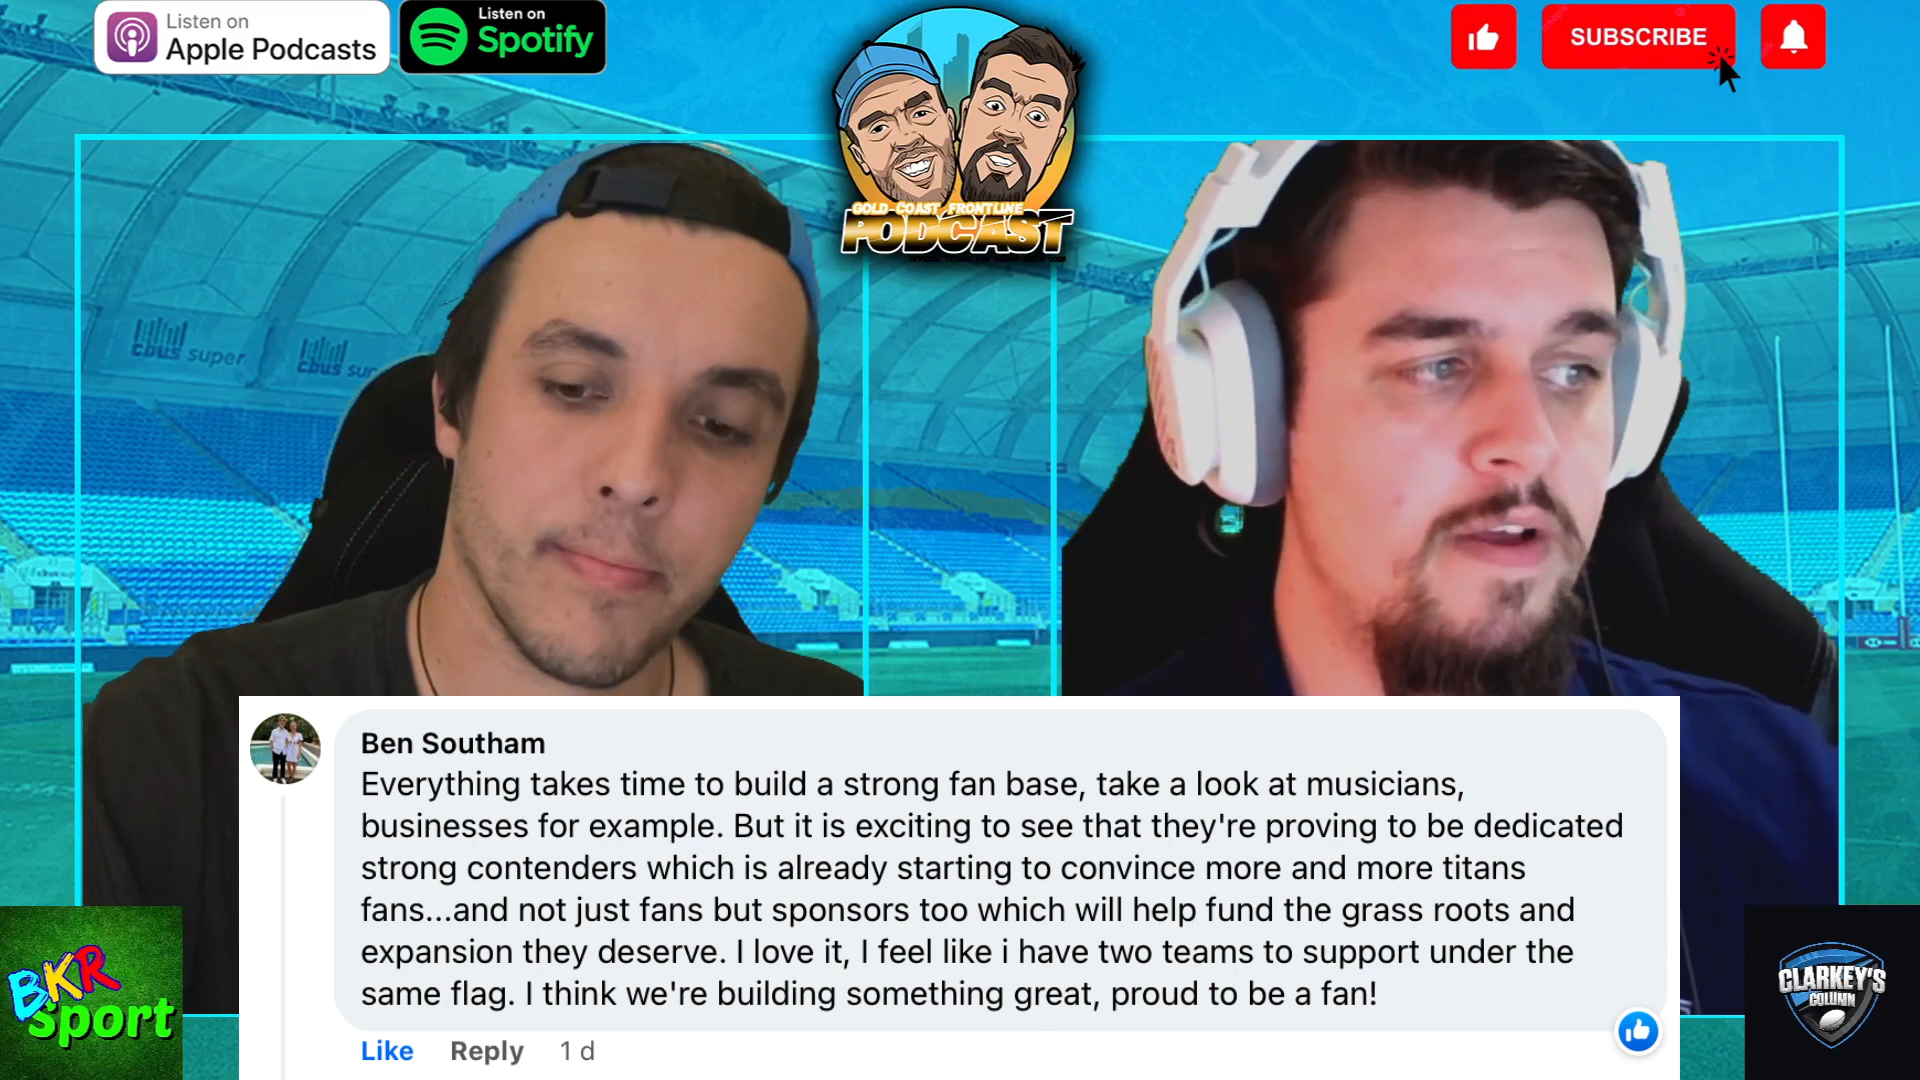 Listen on
Apple Podcasts
Listen on
Spotify
SUBSCRIBE
GOLD-COAST-FRONTLINE
PODCAST
cbus super
cbus sup
Ben Southam
Everything takes time to build a strong fan base, take a look at musicians,
businesses for example. But it is exciting to see that they're proving to be dedicated
strong contenders which is already starting to convince more and more titans
fans...and not just fans but sponsors too which will help fund the grass roots and
expansion they deserve. I love it, I feel like i have two teams to support under the
same flag. I think we're building something great, proud to be a fan!
Like Reply 1 d
BKR
Sport
CLARKEY'S
COLUMN